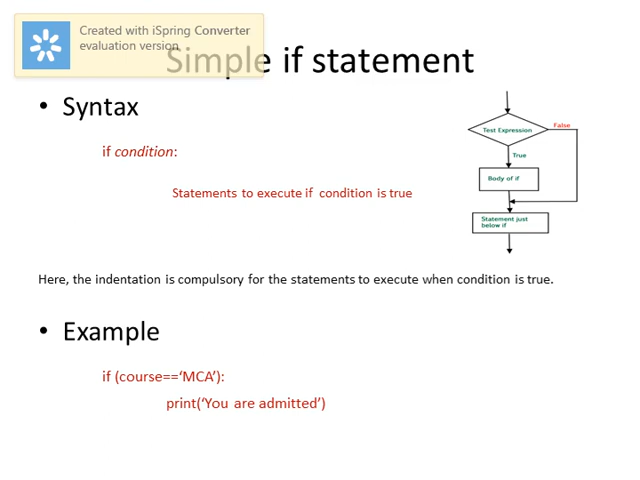 Created with iSpring Converter
evaluation version
Simple if statement
• Syntax
if condition:
Statements to execute if condition is true
Test Expression
False
True
Body of if
Statement just
below if
Here, the indentation is compulsory for the statements to execute when condition is true.
• Example
if (course==‘MCA’):
print(‘You are admitted’)